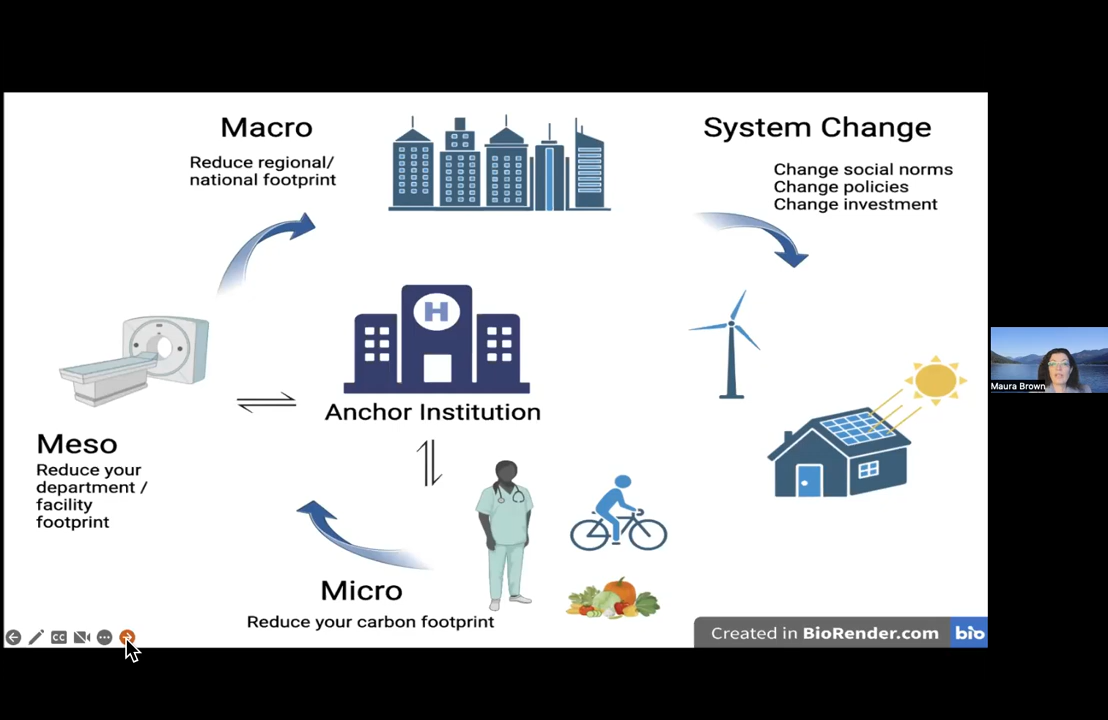 Macro
Reduce regional/
national footprint
System Change
Change social norms
Change policies
Change investment
H
Anchor Institution
Meso
Reduce your
department /
facility
footprint
Micro
Reduce your carbon footprint
Maura Brown
CC
Created in BioRender.com bio